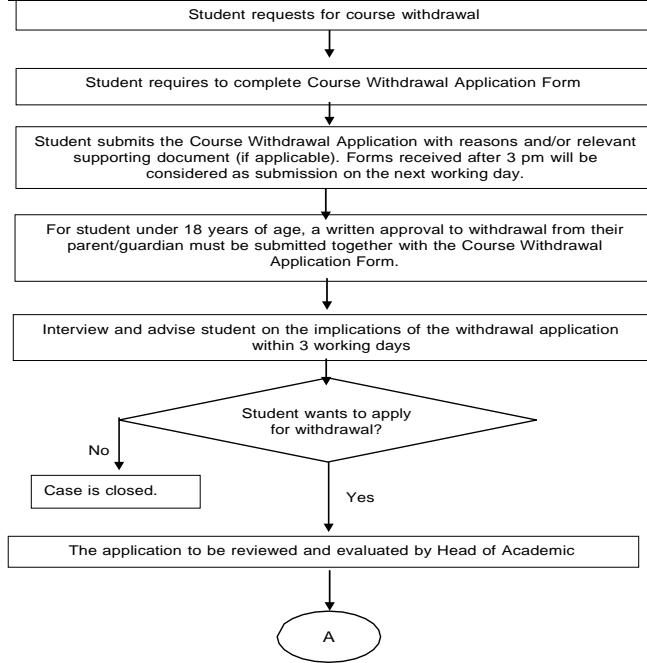 Student requests for course withdrawal
Student requires to complete Course Withdrawal Application Form
Student submits the Course Withdrawal Application with reasons and/or relevant
supporting document (if applicable). Forms received after 3 pm will be
considered as submission on the next working day.
For student under 18 years of age, a written approval to withdrawal from their
parent/guardian must be submitted together with the Course Withdrawal
Application Form.
Interview and advise student on the implications of the withdrawal application
within 3 working days
Student wants to apply
for withdrawal?
No
Case is closed.
Yes
The application to be reviewed and evaluated by Head of Academic
A